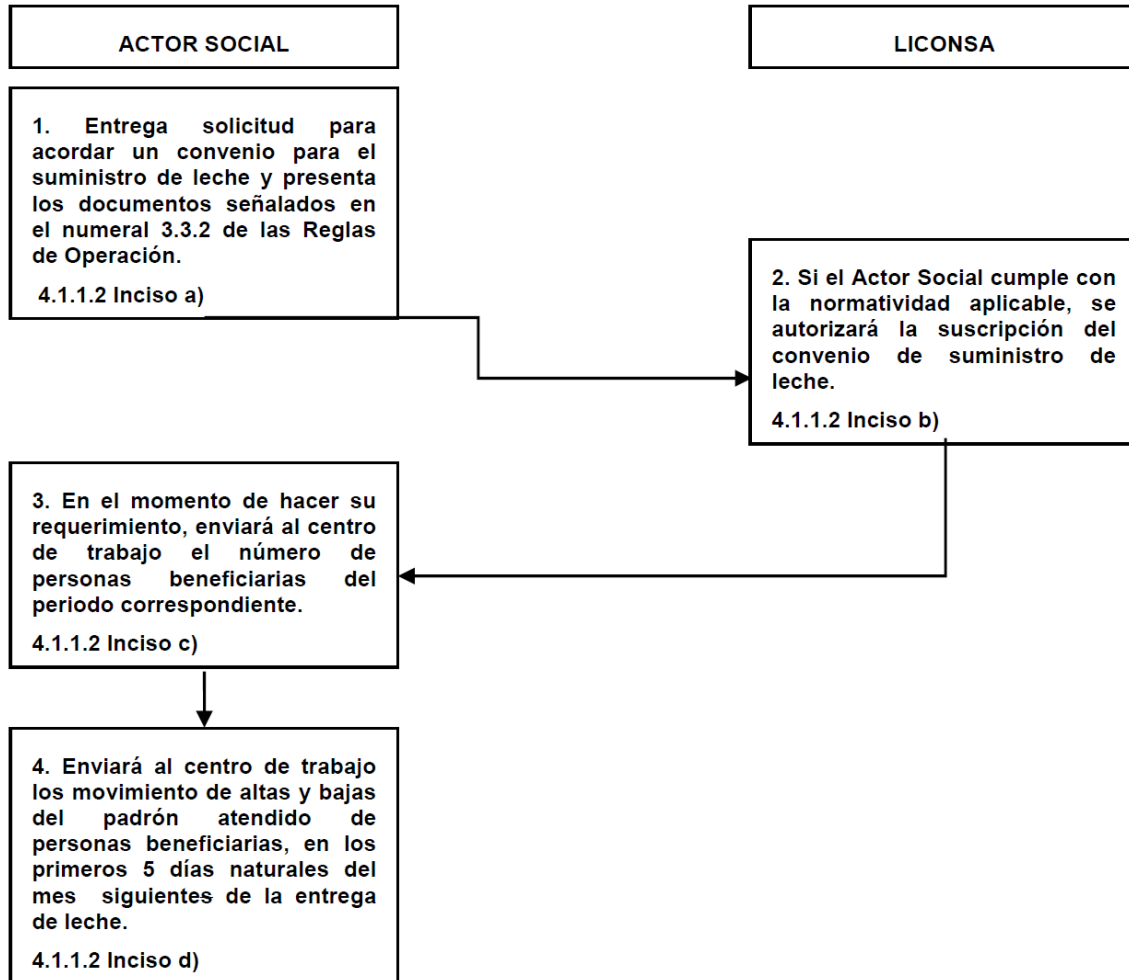 ACTOR SOCIAL
LICONSA
1. Entrega solicitud para
acordar un convenio para el
suministro de leche y presenta
los documentos señalados en
el numeral 3.3.2 de las Reglas
de Operación.
4.1.1.2 Inciso a)
2. Si el Actor Social cumple con
la normatividad aplicable, se
autorizará la suscripción del
convenio de suministro de
leche.
4.1.1.2 Inciso b)
3. En el momento de hacer su
requerimiento, enviará al centro
de trabajo el número de
personas beneficiarias del
periodo correspondiente.
4.1.1.2 Inciso c)
4. Enviará al centro de trabajo
los movimiento de altas y bajas
del padrón atendido de
personas beneficiarias, en los
primeros 5 días naturales del
mes siguientes de la entrega
de leche.
4.1.1.2 Inciso d)